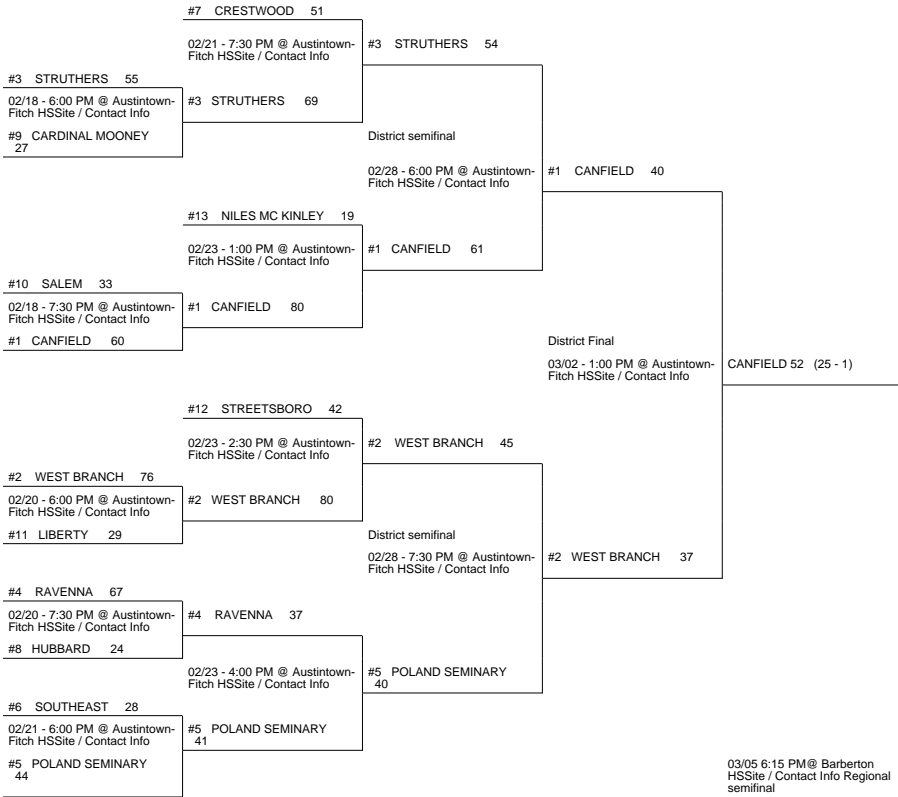 #7 CRESTWOOD 51
02/21 - 7:30 PM @ Austintown-
Fitch HSSite / Contact Info
#3 STRUTHERS 54
#3 STRUTHERS 55
02/18 - 6:00 PM @ Austintown-
Fitch HSSite / Contact Info
#3 STRUTHERS 69
#9 CARDINAL MOONEY
27
District semifinal
02/28 - 6:00 PM @ Austintown-
Fitch HSSite / Contact Info
#1 CANFIELD 40
#13 NILES MC KINLEY 19
02/23 - 1:00 PM @ Austintown-
Fitch HSSite / Contact Info
#1 CANFIELD 61
#10 SALEM 33
02/18 - 7:30 PM @ Austintown-
Fitch HSSite / Contact Info
#1 CANFIELD 80
#1 CANFIELD 60
District Final
03/02 - 1:00 PM @ Austintown-
Fitch HSSite / Contact Info
CANFIELD 52 (25 - 1)
#12 STREETSBORO 42
02/23 - 2:30 PM @ Austintown-
Fitch HSSite / Contact Info
#2 WEST BRANCH 45
#2 WEST BRANCH 76
02/20 - 6:00 PM @ Austintown-
Fitch HSSite / Contact Info
#2 WEST BRANCH 80
#11 LIBERTY 29
District semifinal
02/28 - 7:30 PM @ Austintown-
Fitch HSSite / Contact Info
#2 WEST BRANCH 37
#4 RAVENNA 67
02/20 - 7:30 PM @ Austintown-
Fitch HSSite / Contact Info
#4 RAVENNA 37
#8 HUBBARD 24
02/23 - 4:00 PM @ Austintown-
Fitch HSSite / Contact Info
#5 POLAND SEMINARY
40
#6 SOUTHEAST 28
02/21 - 6:00 PM @ Austintown-
Fitch HSSite / Contact Info
#5 POLAND SEMINARY
41
#5 POLAND SEMINARY
44
03/05 6:15 PM@ Barberton
HSSite / Contact Info Regional
semifinal